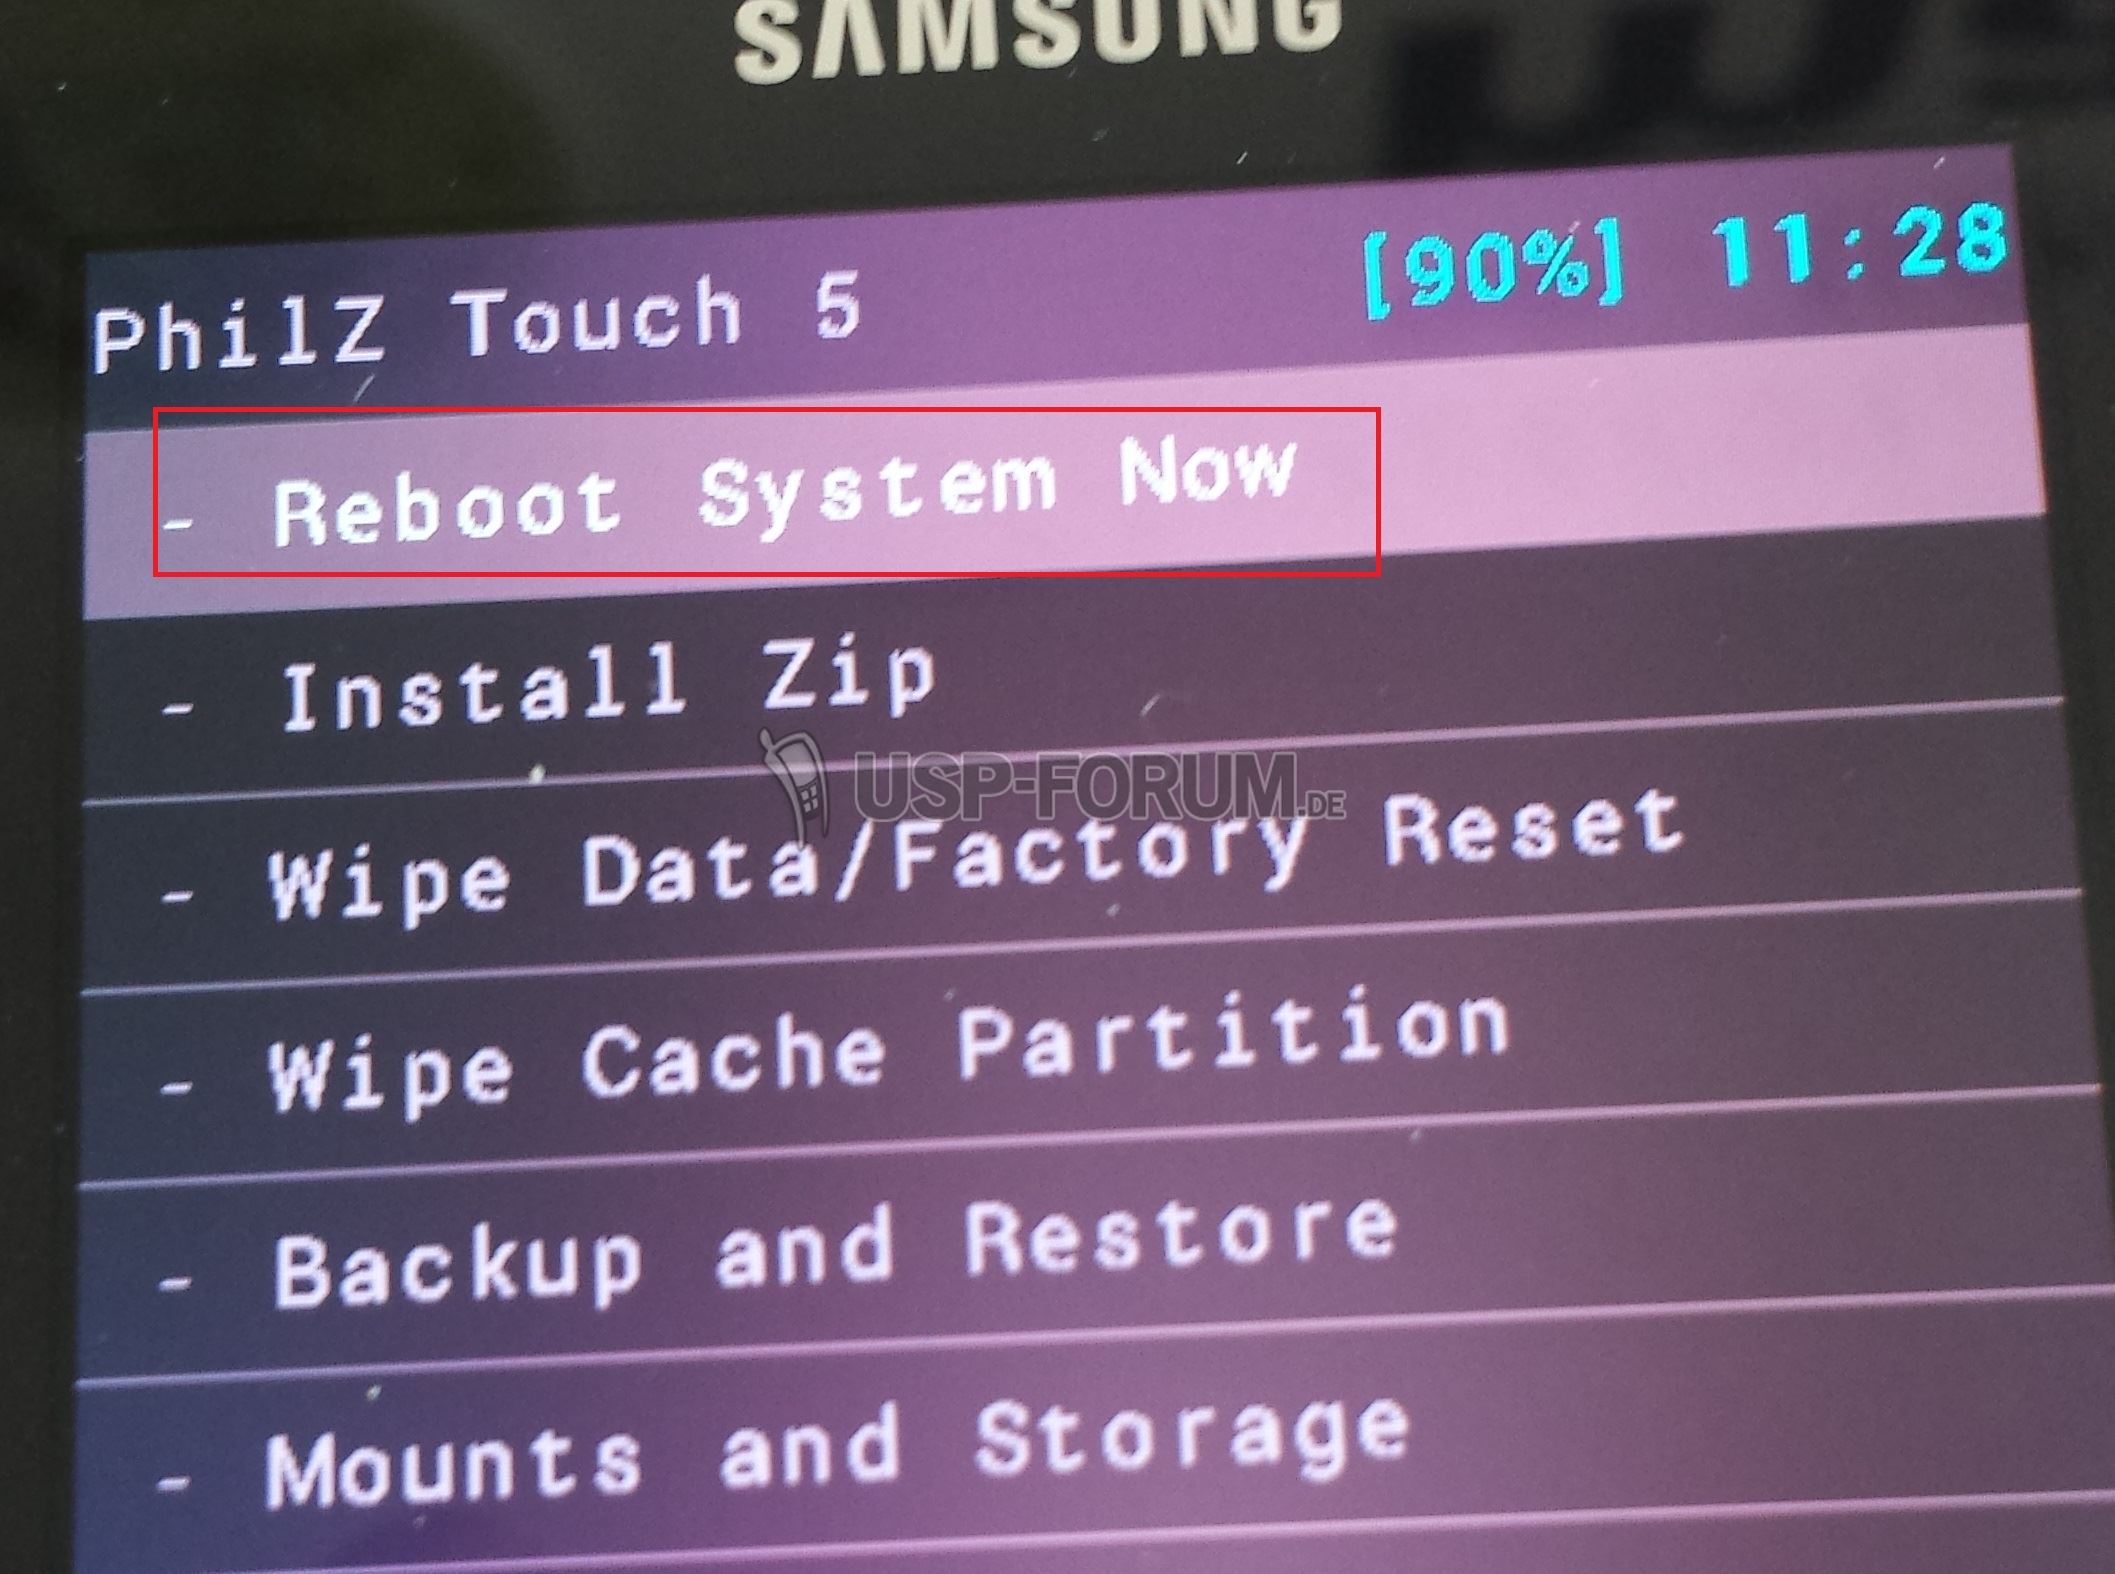 SAMSUNG
PhilZ Touch 5 [90%] 11:28
- Reboot System Now
- Install Zip
USP-FORUM.DE
- Wipe Data/Factory Reset
- Wipe Cache Partition
- Backup and Restore
- Mounts and Storage